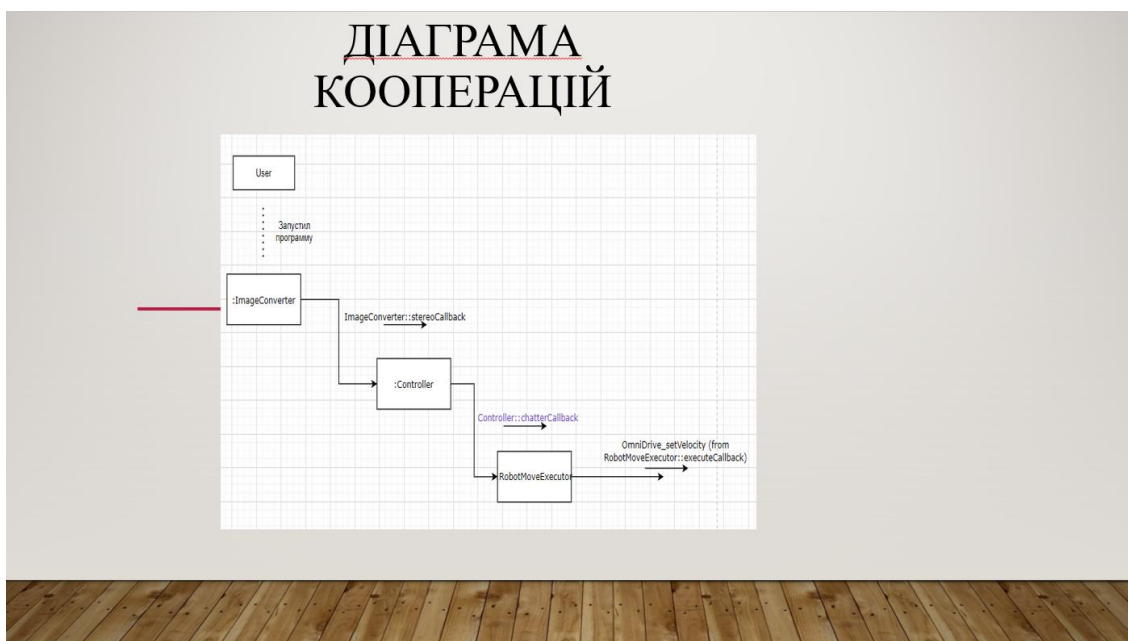 ДІАГРАМА
КООПЕРАЦІЙ
User
Запустил
программу
:ImageConverter
ImageConverter::stereoCallback
:Controller
Controller::chatterCallback
OmniDrive_setVelocity (from
RobotMoveExecutor::executeCallback)
RobotMoveExecutor